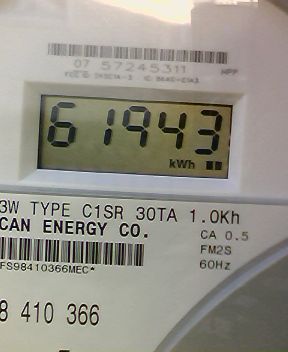 07 57245311
61943
kWh
3W TYPE C1SR 30TA 1.0Kh
CAN ENERGY CO.
CA 0.5
FM2S
60Hz
FS98410366MEC*
8 410 366